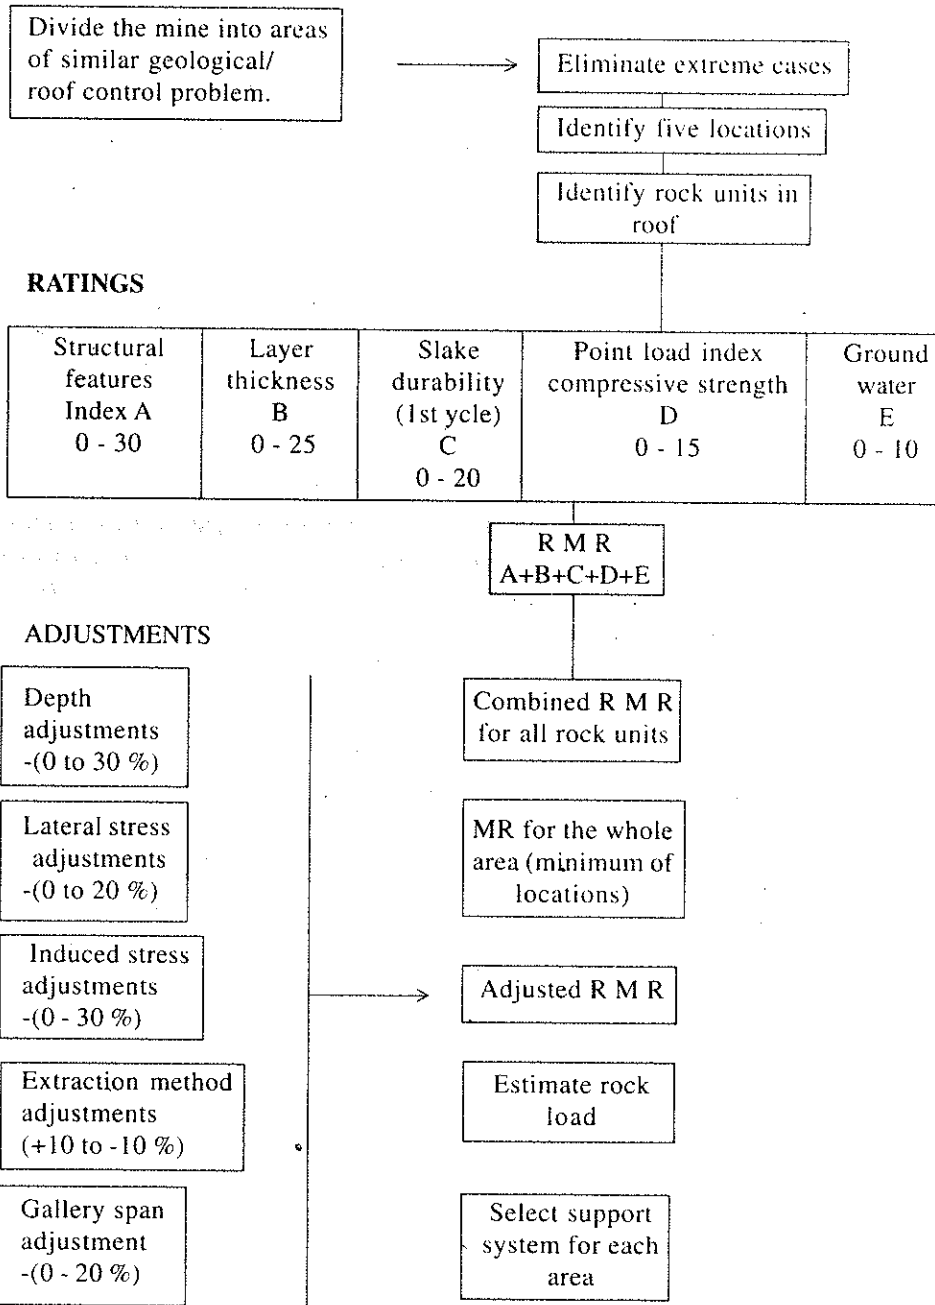 Divide the mine into areas
of similar geological/
roof control problem.
Eliminate extreme cases
Identify five locations
Identify rock units in
roof
RATINGS
Structural
features
Index A
0 - 30
Layer
thickness
B
0 - 25
Slake
durability
(1st ycle)
C
0 - 20
Point load index
compressive strength
D
0 - 15
Ground
water
E
0 - 10
R M R
A+B+C+D+E
ADJUSTMENTS
Depth
adjustments
-(0 to 30 %)
Lateral stress
adjustments
-(0 to 20 %)
Induced stress
adjustments
-(0 - 30 %)
Extraction method
adjustments
(+10 to -10 %)
Gallery span
adjustment
-(0 - 20 %)
Combined R M R
for all rock units
MR for the whole
area (minimum of
locations)
Adjusted R M R
Estimate rock
load
Select support
system for each
area